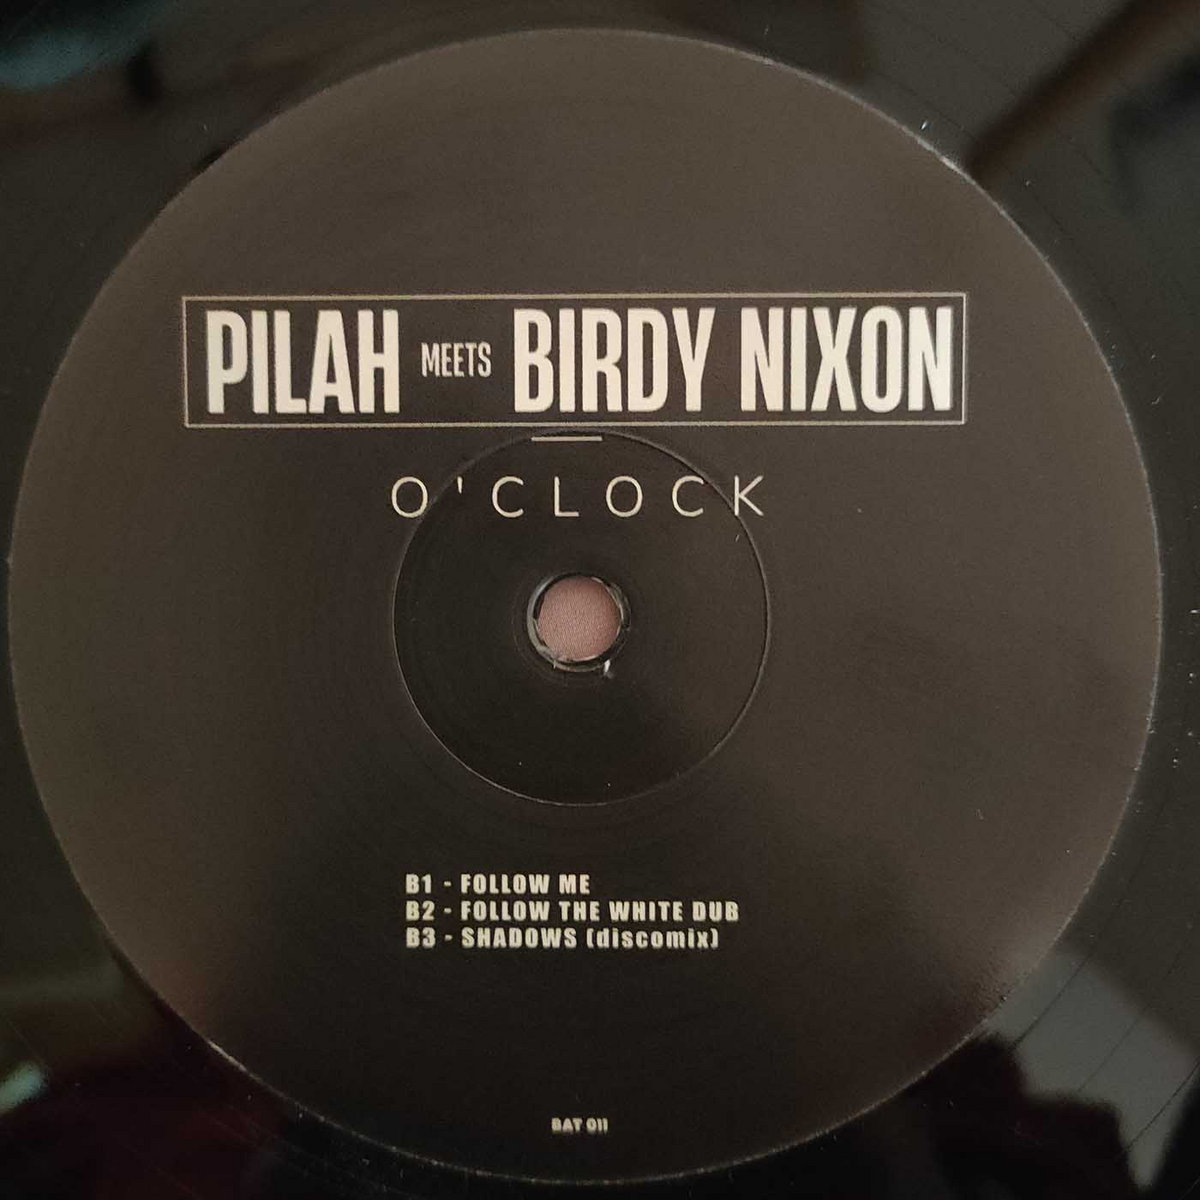 PILAH MEETS BIRDY NIXON
O'CLOCK
B1 - FOLLOW ME
B2 - FOLLOW THE WHITE DUB
B3 - SHADOWS (discomix)
BAT 011